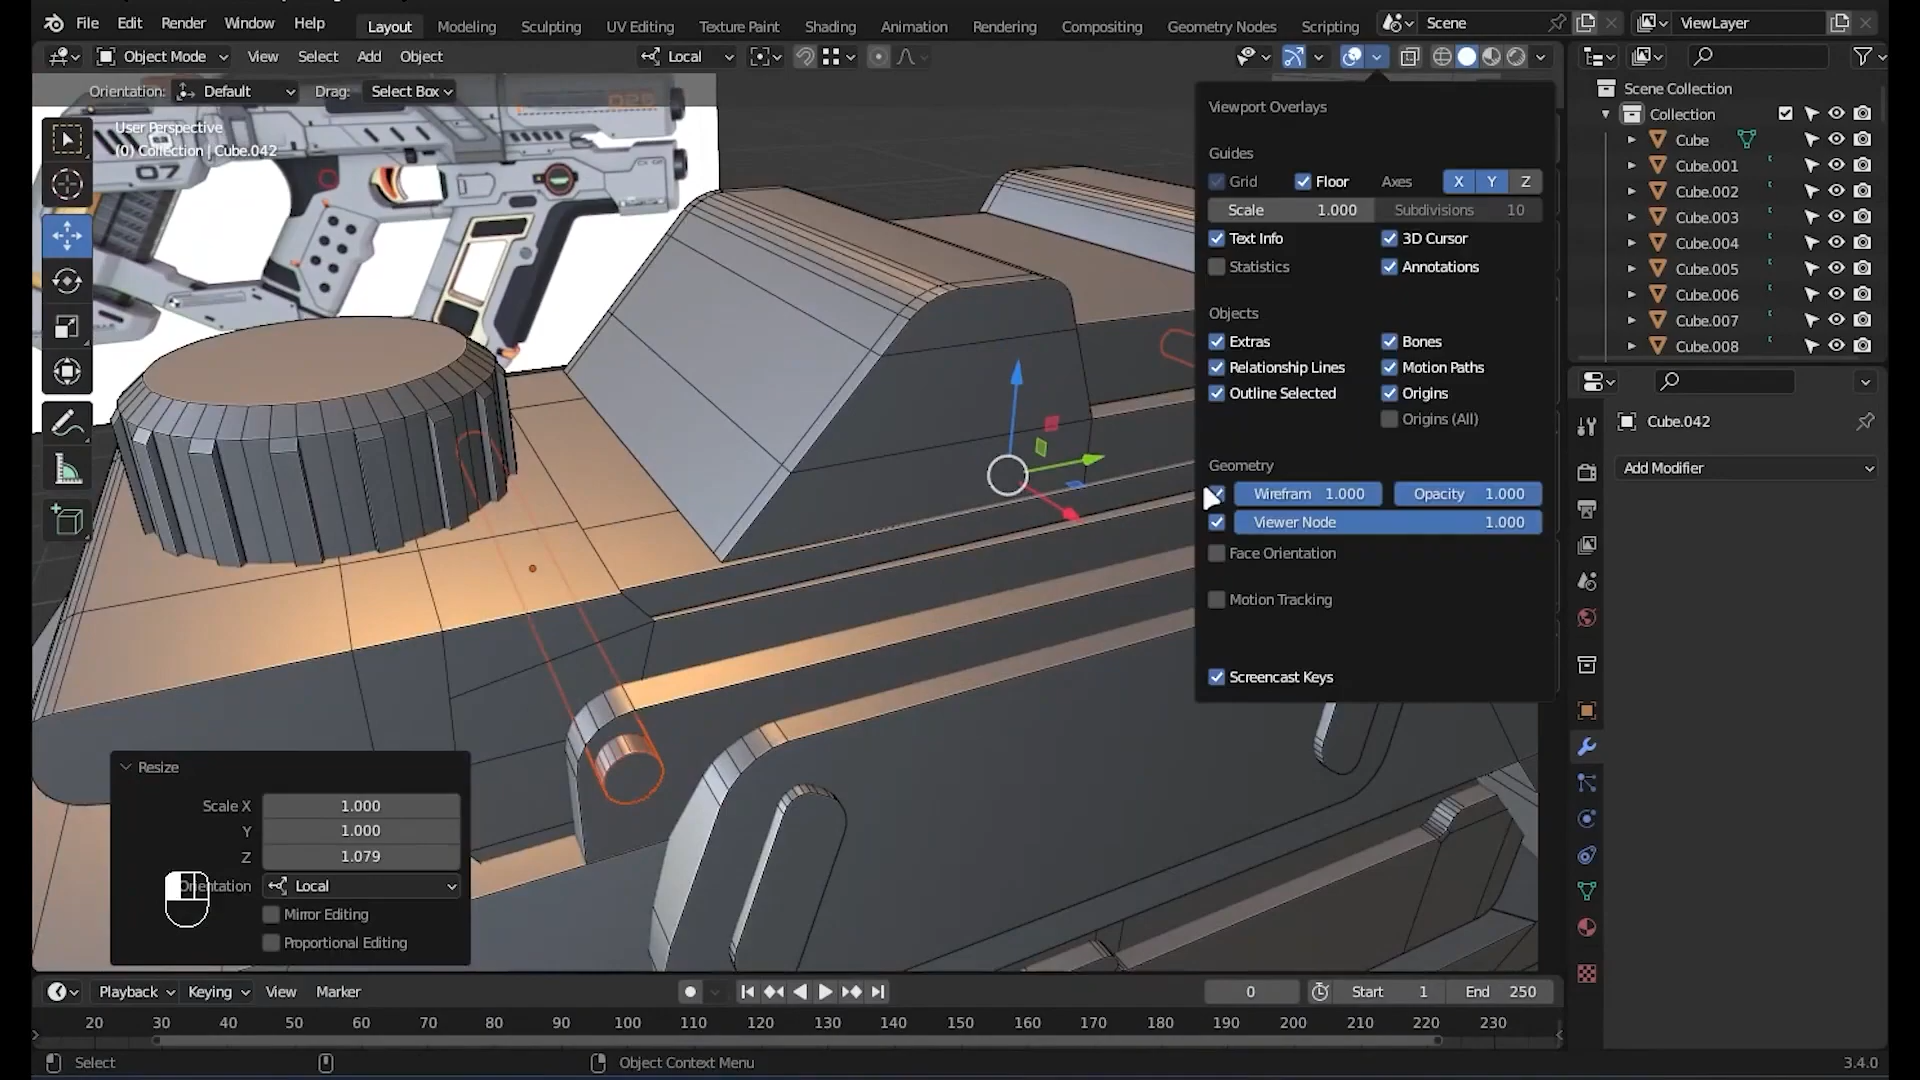 File Edit Render Window Help Layout Modeling Sculpting UV Editing Texture Paint Shading Animation Rendering Compositing Geometry Nodes Scripting Scene ViewLayer
Object Mode View Select Add Object Local
Orientation: Default Drag: Select Box
User Perspective
(0) Collection | Cube.042
07
Viewport Overlays
Guides
Grid Floor Axes X Y Z
Scale 1.000 Subdivisions 10
Text Info 3D Cursor
Statistics Annotations
Objects
Extras Bones
Relationship Lines Motion Paths
Outline Selected Origins
Origins (All)
Geometry
Wirefram 1.000 Opacity 1.000
Viewer Node 1.000
Face Orientation
Motion Tracking
Screencast Keys
Scene Collection
Collection
Cube
Cube.001
Cube.002
Cube.003
Cube.004
Cube.005
Cube.006
Cube.007
Cube.008
Cube.042
Add Modifier
Resize
Scale X 1.000
Y 1.000
Z 1.079
Orientation Local
Mirror Editing
Proportional Editing
Playback Keying View Marker 0 Start 1 End 250
20 30 40 50 60 70 80 90 100 110 120 130 140 150 160 170 180 190 200 210 220 230
Select Object Context Menu 3.4.0